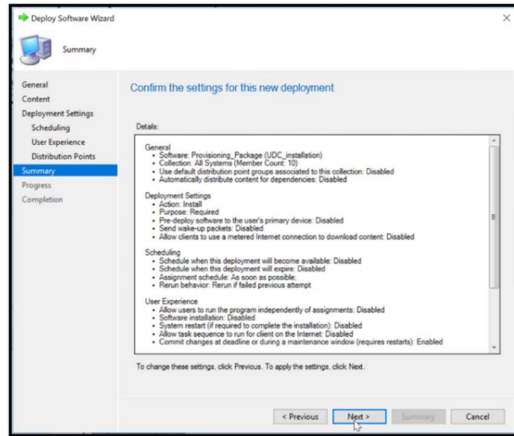 Deploy Software Wizard
Summary
General
Content
Deployment Settings
Scheduling
User Experience
Distribution Points
Summary
Progress
Completion
Confirm the settings for this new deployment
Details:
General
• Software: Provisioning_Package (UDC_installation)
• Collection: All Systems (Member Count: 10)
• Use default distribution point groups associated to this collection: Disabled
• Automatically distribute content for dependencies: Disabled
Deployment Settings
• Action: Install
• Purpose: Required
• Pre-deploy software to the user's primary device: Disabled
• Send wake-up packets: Disabled
• Allow clients to use a metered Internet connection to download content: Disabled
Scheduling
• Schedule when this deployment will become available: Disabled
• Schedule when this deployment will expire: Disabled
• Assignment schedule: As soon as possible;
• Rerun behavior: Rerun if failed previous attempt
User Experience
• Allow users to run the program independently of assignments: Disabled
• Software installation: Disabled
• System restart (if required to complete the installation): Disabled
• Allow task sequence to run for client on the Internet: Disabled
• Commit changes at deadline or during a maintenance window (requires restarts): Enabled
To change these settings, click Previous. To apply the settings, click Next.
< Previous
Next >
Summary
Cancel